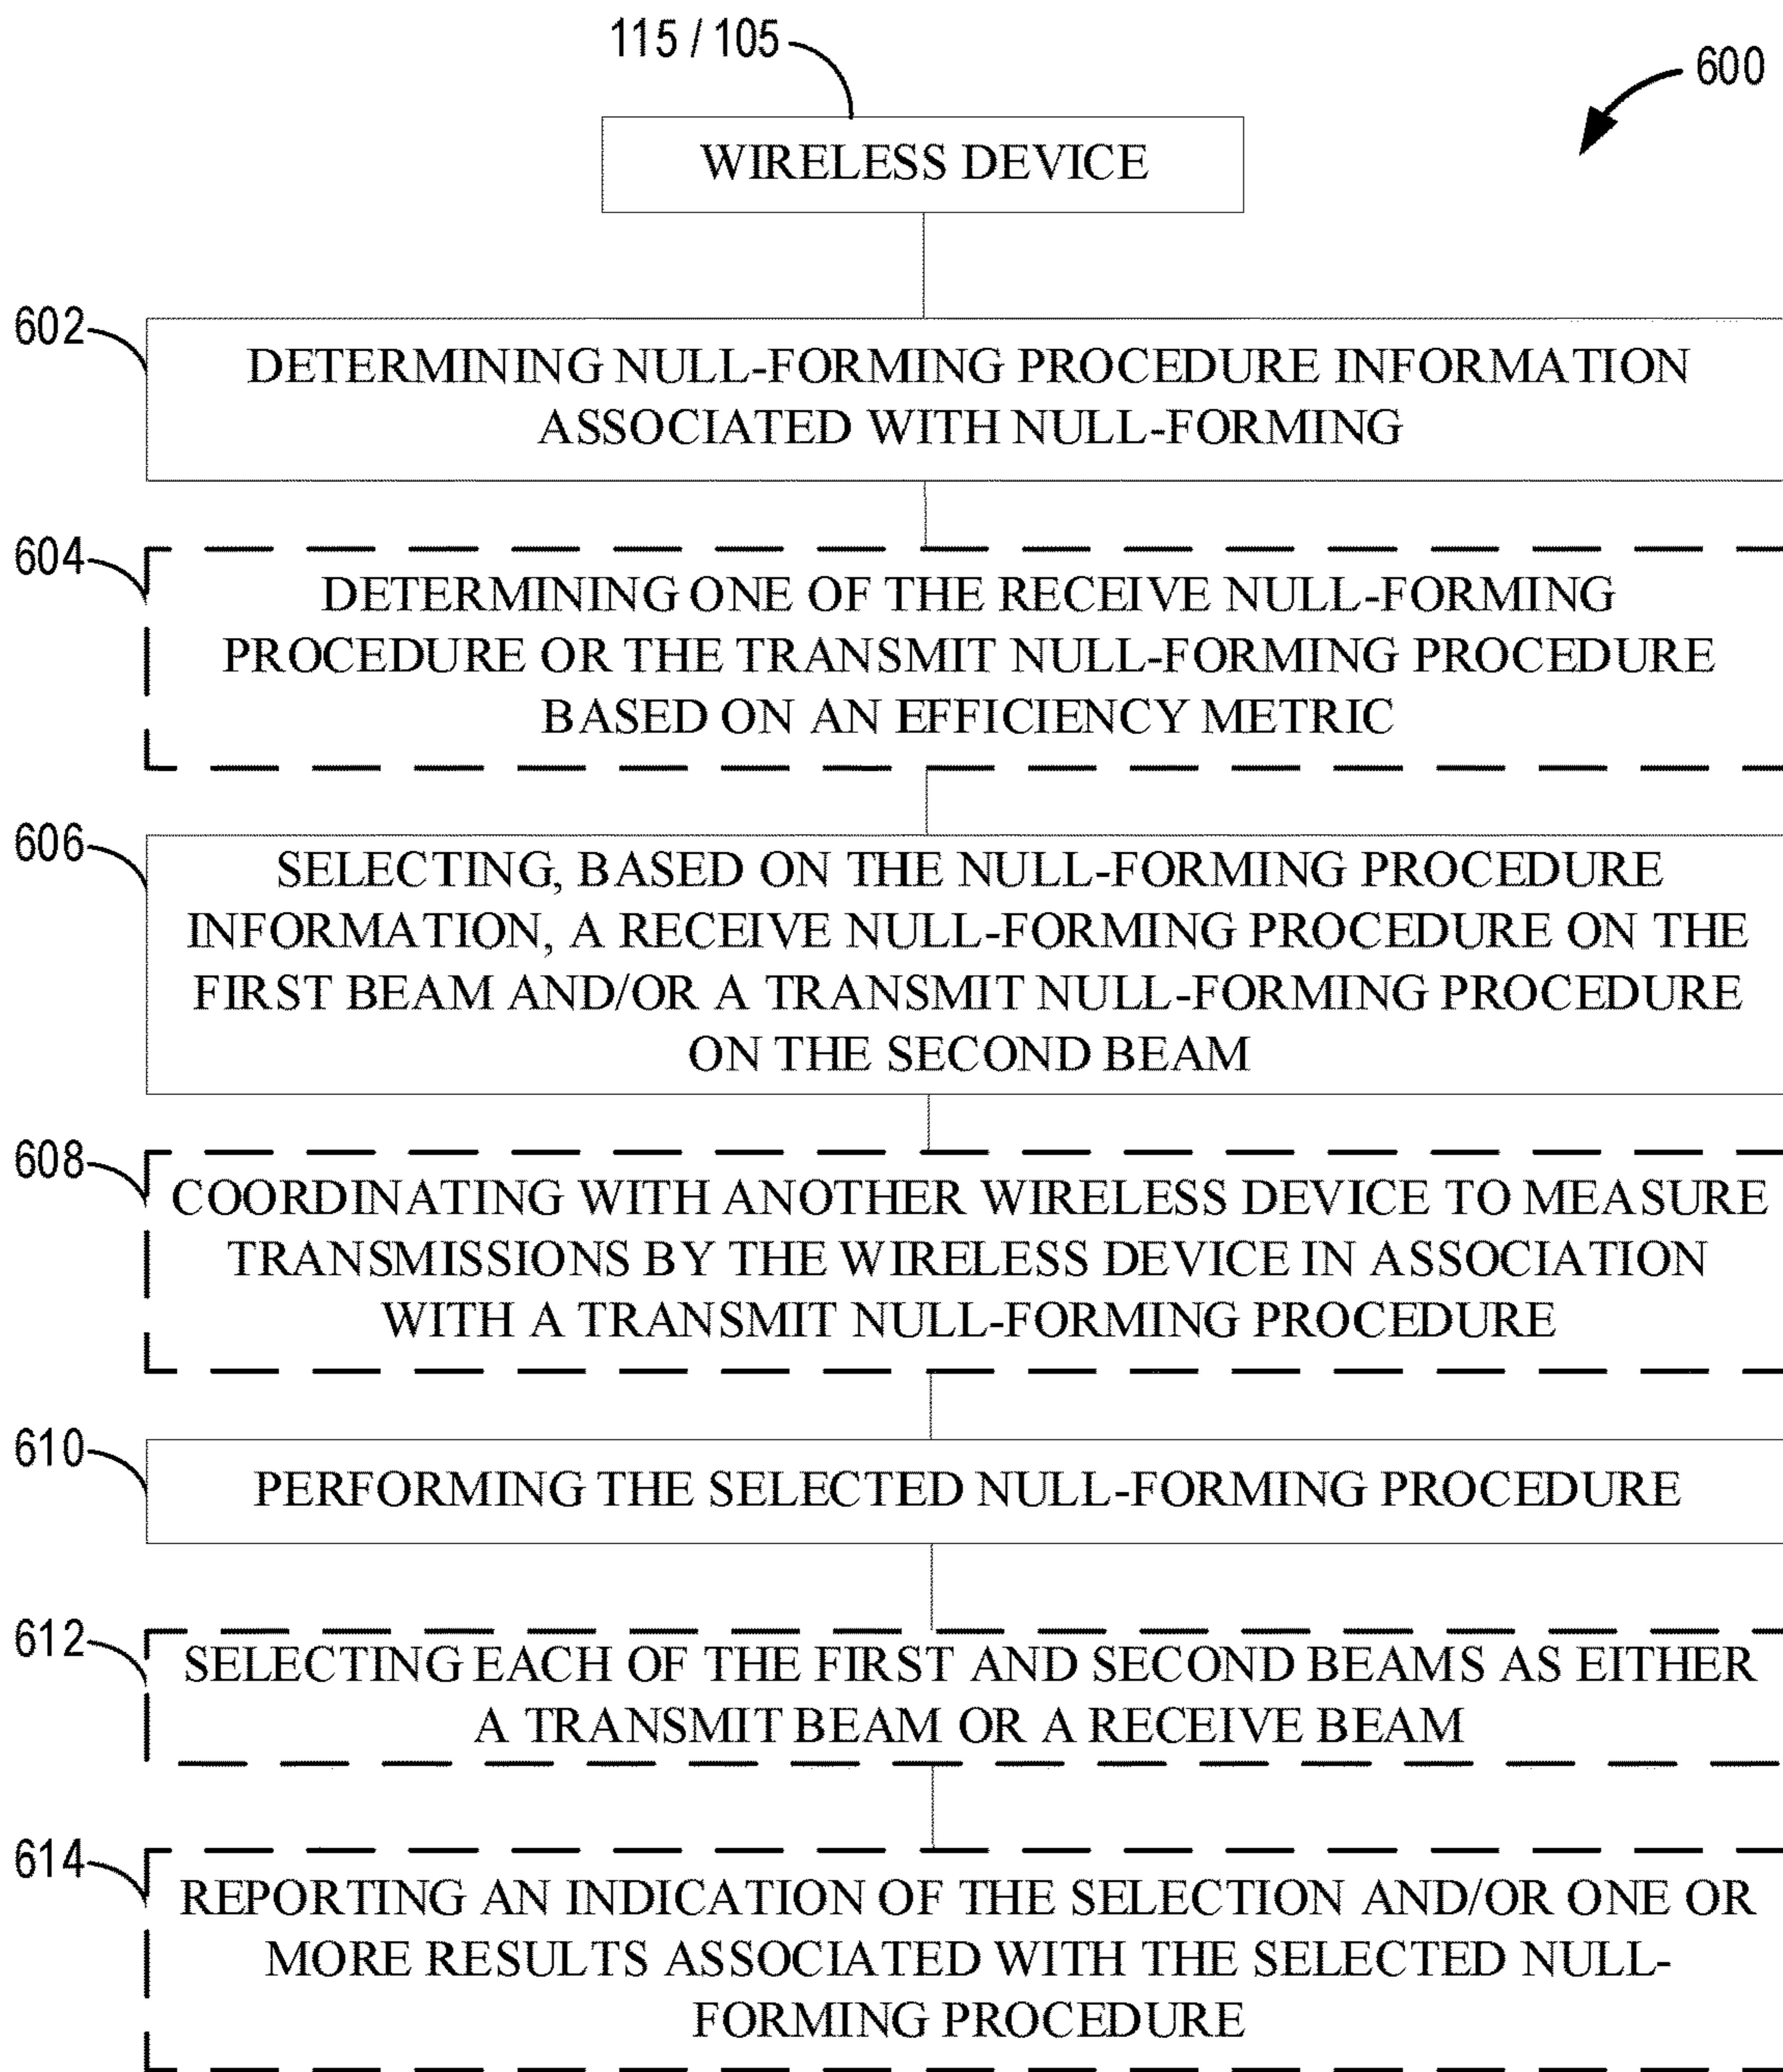 115 / 105
600
WIRELESS DEVICE
602
DETERMINING NULL-FORMING PROCEDURE INFORMATION
ASSOCIATED WITH NULL-FORMING
604
DETERMINING ONE OF THE RECEIVE NULL-FORMING
PROCEDURE OR THE TRANSMIT NULL-FORMING PROCEDURE
BASED ON AN EFFICIENCY METRIC
606
SELECTING, BASED ON THE NULL-FORMING PROCEDURE
INFORMATION, A RECEIVE NULL-FORMING PROCEDURE ON THE
FIRST BEAM AND/OR A TRANSMIT NULL-FORMING PROCEDURE
ON THE SECOND BEAM
608
COORDINATING WITH ANOTHER WIRELESS DEVICE TO MEASURE
TRANSMISSIONS BY THE WIRELESS DEVICE IN ASSOCIATION
WITH A TRANSMIT NULL-FORMING PROCEDURE
610
PERFORMING THE SELECTED NULL-FORMING PROCEDURE
612
SELECTING EACH OF THE FIRST AND SECOND BEAMS AS EITHER
A TRANSMIT BEAM OR A RECEIVE BEAM
614
REPORTING AN INDICATION OF THE SELECTION AND/OR ONE OR
MORE RESULTS ASSOCIATED WITH THE SELECTED NULL-
FORMING PROCEDURE